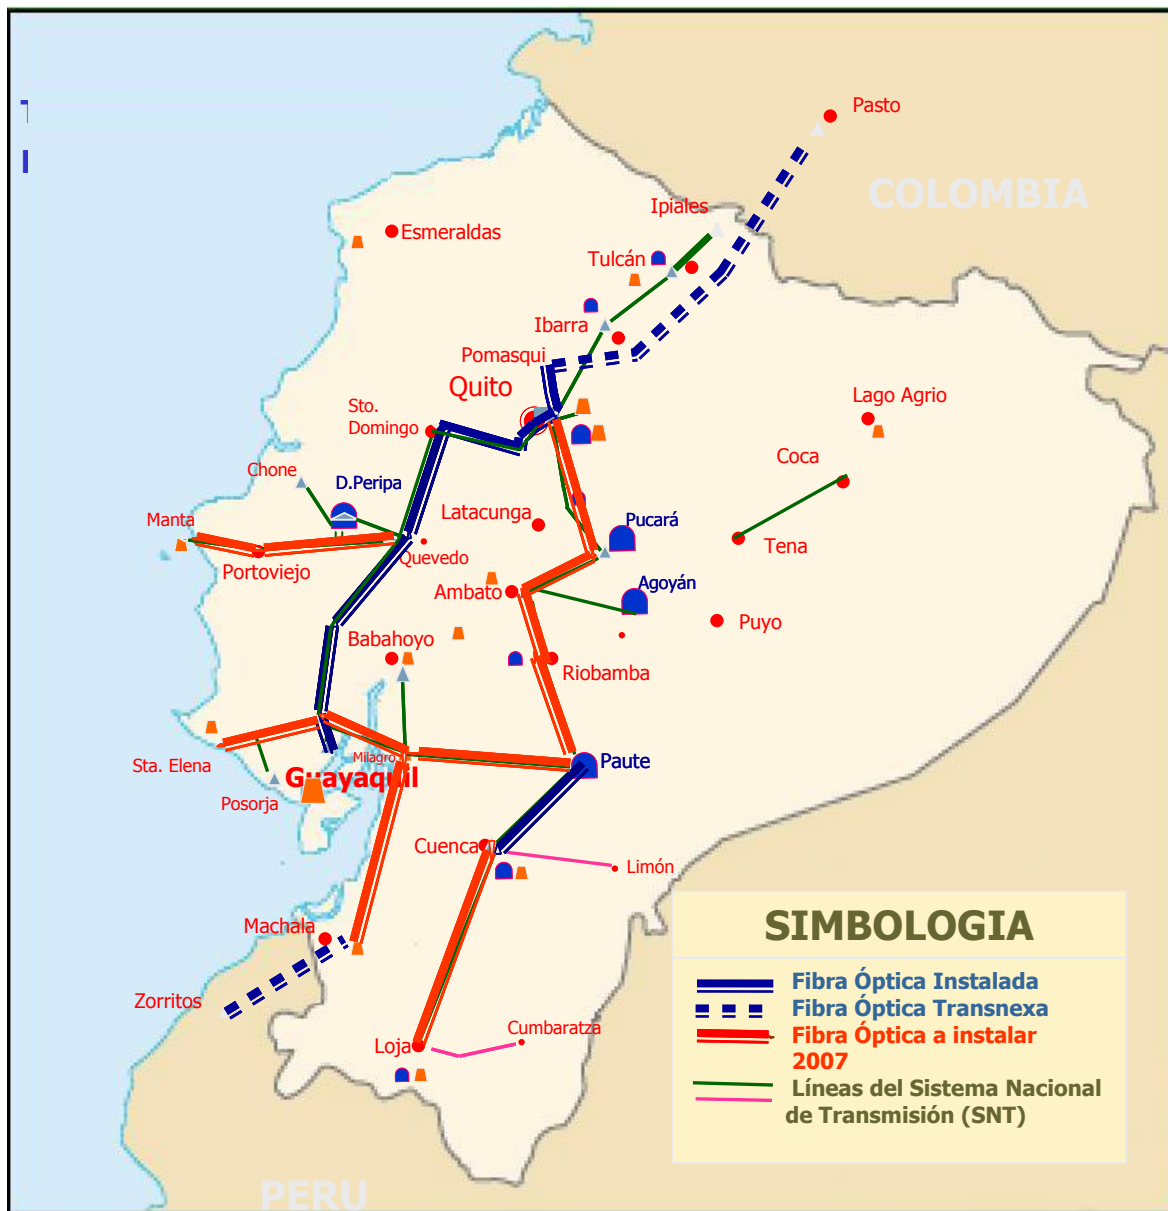 Pasto
COLOMBIA
Ipiales
Esmeraldas
Tulcán
Ibarra
Pomasqui
Quito
Lago Agrio
Sto.
Domingo
Coca
Chone
D.Peripa
Manta
Latacunga
Pucará
Quevedo
Tena
Portoviejo
Ambato
Agoyán
Puyo
Babahoyo
Riobamba
Sta. Elena
Milagro
Paute
Guayaquil
Posorja
Cuenca
Limón
Machala
Zorritos
Loja
Cumbaratza
PERU
SIMBOLOGIA
Fibra Óptica Instalada
Fibra Óptica Transnexa
Fibra Óptica a instalar
2007
Líneas del Sistema Nacional
de Transmisión (SNT)